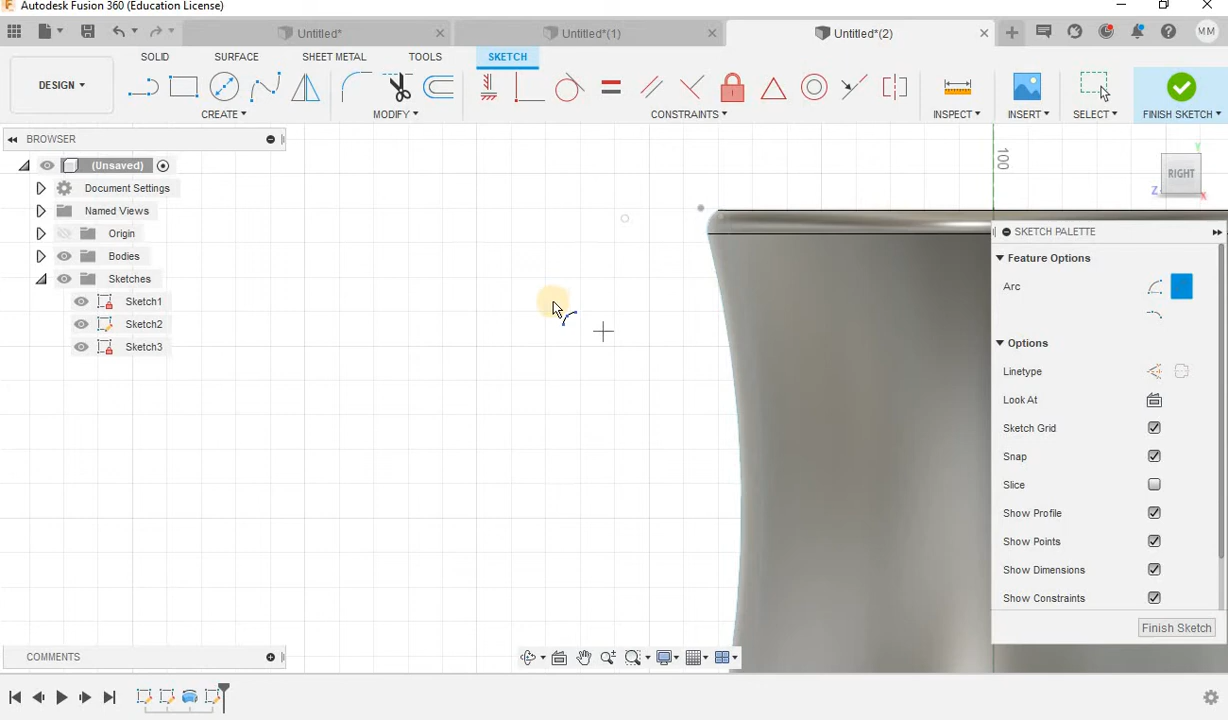 Autodesk Fusion 360 (Education License)
Untitled*
Untitled*(1)
Untitled*(2)
MM
DESIGN
SOLID
SURFACE
SHEET METAL
TOOLS
SKETCH
CREATE
MODIFY
CONSTRAINTS
INSPECT
INSERT
SELECT
FINISH SKETCH
BROWSER
(Unsaved)
Document Settings
Named Views
Origin
Bodies
Sketches
Sketch1
Sketch2
Sketch3
100
Y
RIGHT
Z
X
SKETCH PALETTE
Feature Options
Arc
Options
Linetype
Look At
Sketch Grid
Snap
Slice
Show Profile
Show Points
Show Dimensions
Show Constraints
Finish Sketch
COMMENTS